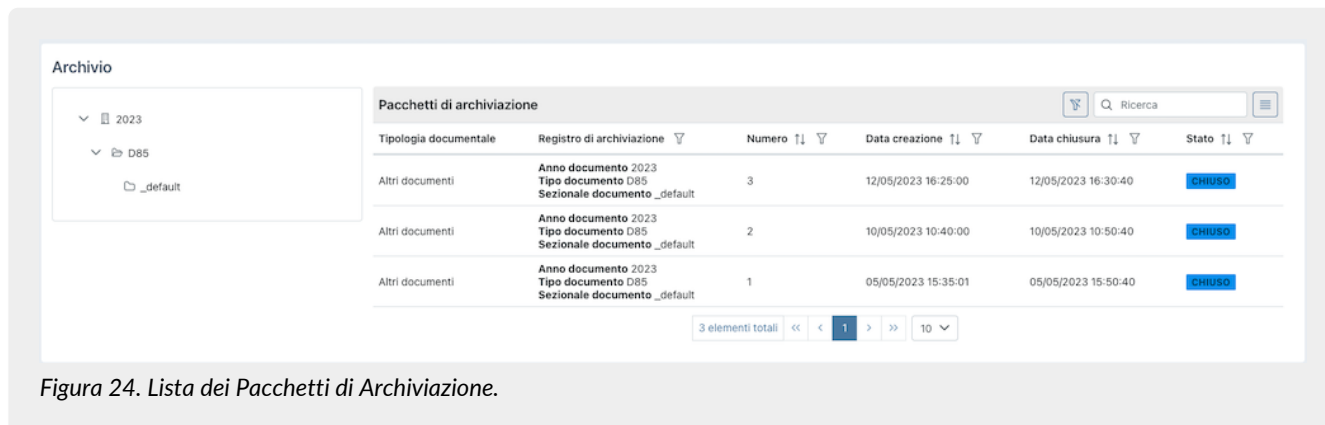 Archivio
2023
D85
_default
Pacchetti di archiviazione
Ricerca
Tipologia documentale Registro di archiviazione Numero Data creazione Data chiusura Stato
Anno documento 2023
Altri documenti Tipo documento D85 3 12/05/2023 16:25:00 12/05/2023 16:30:40 CHIUSO
Sezionale documento _default
Anno documento 2023
Altri documenti Tipo documento D85 2 10/05/2023 10:40:00 10/05/2023 10:50:40 CHIUSO
Sezionale documento _default
Anno documento 2023
Altri documenti Tipo documento D85 1 05/05/2023 15:35:01 05/05/2023 15:50:40 CHIUSO
Sezionale documento _default
3 elementi totali << < 1 > >> 10
Figura 24. Lista dei Pacchetti di Archiviazione.